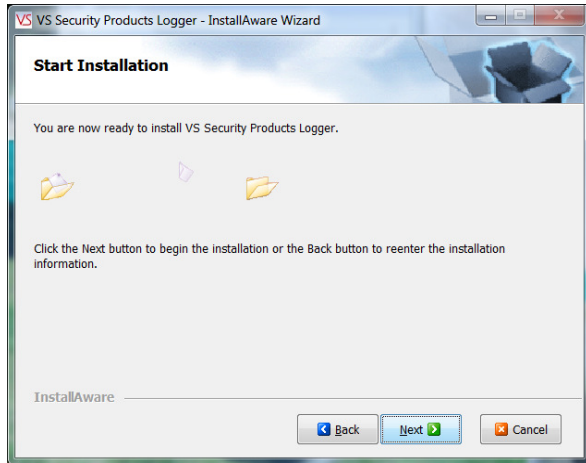 VS VS Security Products Logger - InstallAware Wizard
Start Installation
You are now ready to install VS Security Products Logger.
Click the Next button to begin the installation or the Back button to reenter the installation
information.
InstallAware
Back Next Cancel